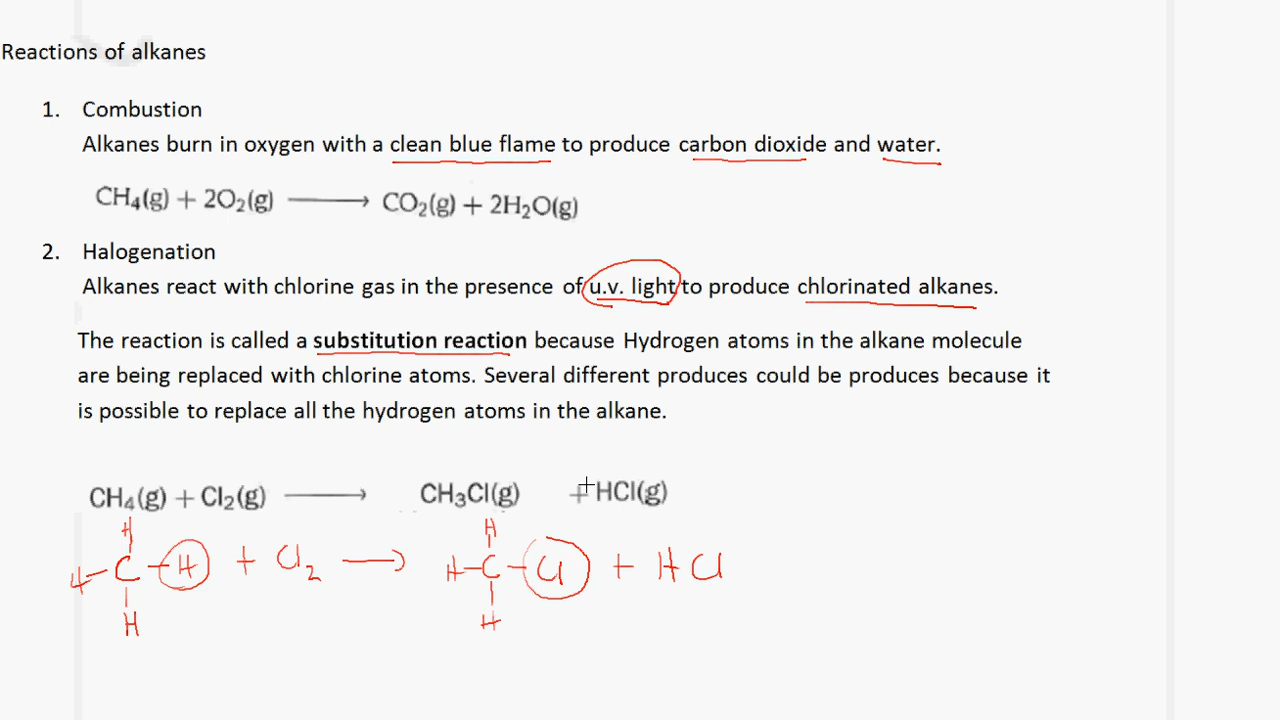 Reactions of alkanes
1. Combustion
Alkanes burn in oxygen with a clean blue flame to produce carbon dioxide and water.
CH₄(g) + 2O₂(g) ⟶ CO₂(g) + 2H₂O(g)
2. Halogenation
Alkanes react with chlorine gas in the presence of u.v. light to produce chlorinated alkanes.
The reaction is called a substitution reaction because Hydrogen atoms in the alkane molecule
are being replaced with chlorine atoms. Several different produces could be produces because it
is possible to replace all the hydrogen atoms in the alkane.
CH₄(g) + Cl₂(g) ⟶ CH₃Cl(g) + HCl(g)
H H
H-C-H + Cl₂ ⟶ H-C-Cl + HCl
H H